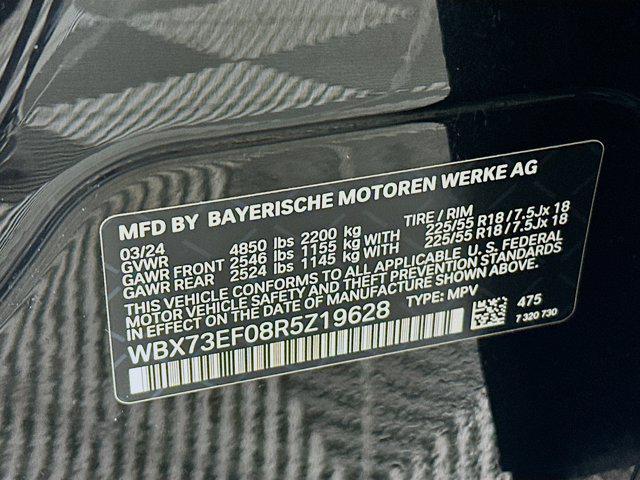 MFD BY BAYERISCHE MOTOREN WERKE AG
03/24 TIRE / RIM
GVWR 4850 lbs 2200 kg
GAWR FRONT 2546 lbs 1155 kg WITH 225/55 R18 / 7.5Jx 18
GAWR REAR 2524 lbs 1145 kg WITH 225/55 R18 / 7.5Jx 18
THIS VEHICLE CONFORMS TO ALL APPLICABLE U. S. FEDERAL
MOTOR VEHICLE SAFETY AND THEFT PREVENTION STANDARDS
IN EFFECT ON THE DATE OF MANUFACTURE SHOWN ABOVE.
WBX73EF08R5Z19628 TYPE: MPV
475
7 320 730